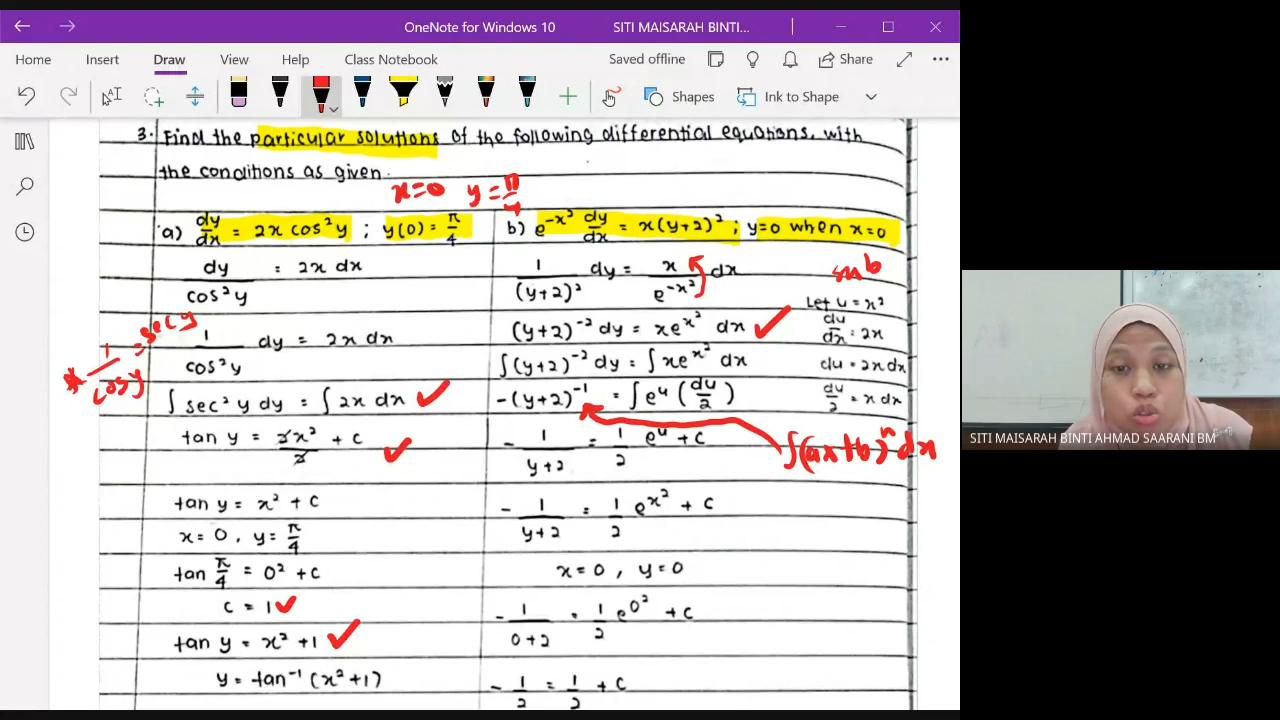 OneNote for Windows 10
SITI MAISARAH BINTI...
Home Insert Draw View Help Class Notebook
Saved offline Share
Shapes Ink to Shape
3. Find the particular solutions of the following differential equations, with
the conditions as given.
x=0 y=π/4
a) dy/dx = 2x cos²y ; y(0) = π/4
dy/cos²y = 2x dx
1/cos²y dy = 2x dx
* 1/cos y = sec y
∫ sec²y dy = ∫ 2x dx ✓
tan y = 2x²/2 + c ✓
tan y = x² + c
x = 0 , y = π/4
tan π/4 = 0² + c
c = 1 ✓
tan y = x² + 1 ✓
y = tan⁻¹ (x²+1)
b) e^(-x²) dy/dx = x(y+2)² ; y=0 when x=0
1/(y+2)² dy = x/e^(-x²) dx
(y+2)⁻² dy = xe^(x²) dx ✓
∫(y+2)⁻² dy = ∫xe^(x²) dx
-(y+2)⁻¹ = ∫e^u (du/2)
- 1/(y+2) = 1/2 e^u + c
- 1/(y+2) = 1/2 e^(x²) + c
x=0 , y=0
- 1/(0+2) = 1/2 e^(0²) + c
- 1/2 = 1/2 + c
Let u = x²
du/dx = 2x
du = 2x dx
du/2 = x dx
∫(ax+b)ⁿ dx
SITI MAISARAH BINTI AHMAD SAARANI BM